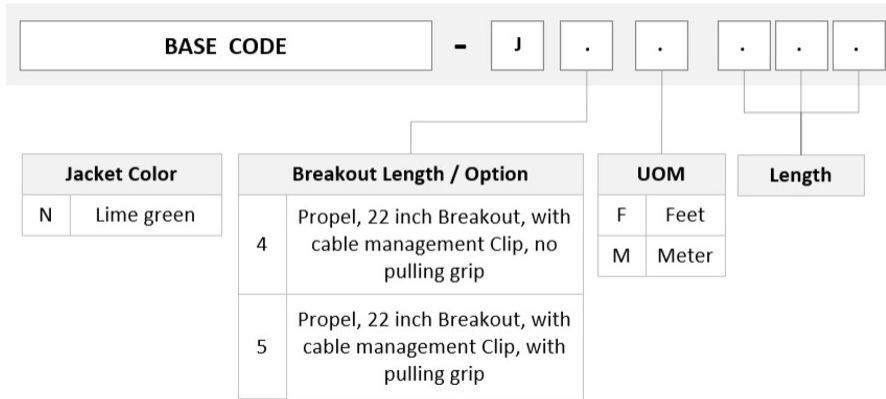 BASE CODE - J . . . . .
Jacket Color
N Lime green
Breakout Length / Option
4 Propel, 22 inch Breakout, with
cable management Clip, no
pulling grip
5 Propel, 22 inch Breakout, with
cable management Clip, with
pulling grip
UOM
F Feet
M Meter
Length